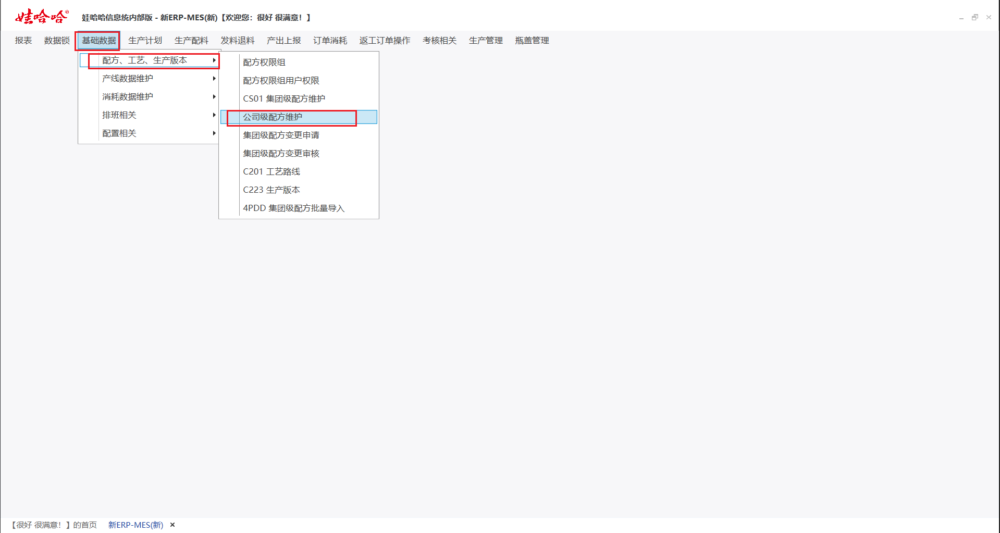 娃哈哈®
娃哈哈信息统内部版 - 新ERP-MES(新)【欢迎您：很好 很满意！】
报表 数据锁 基础数据 生产计划 生产配料 发料退料 产出上报 订单消耗 返工订单操作 考核相关 生产管理 瓶盖管理
配方、工艺、生产版本
产线数据维护
消耗数据维护
排班相关
配置相关
配方权限组
配方权限组用户权限
CS01 集团级配方维护
公司级配方维护
集团级配方变更申请
集团级配方变更审核
C201 工艺路线
C223 生产版本
4PDD 集团级配方批量导入
【很好 很满意！】的首页 新ERP-MES(新)